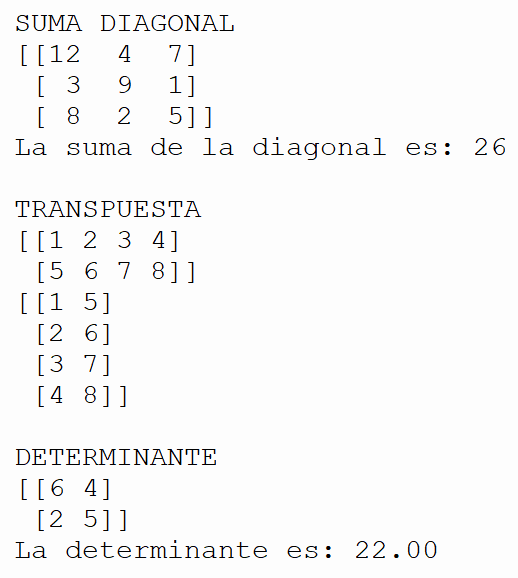 SUMA DIAGONAL
[[12  4  7]
 [ 3  9  1]
 [ 8  2  5]]
La suma de la diagonal es: 26

TRANSPUESTA
[[1 2 3 4]
 [5 6 7 8]]
[[1 5]
 [2 6]
 [3 7]
 [4 8]]

DETERMINANTE
[[6 4]
 [2 5]]
La determinante es: 22.00